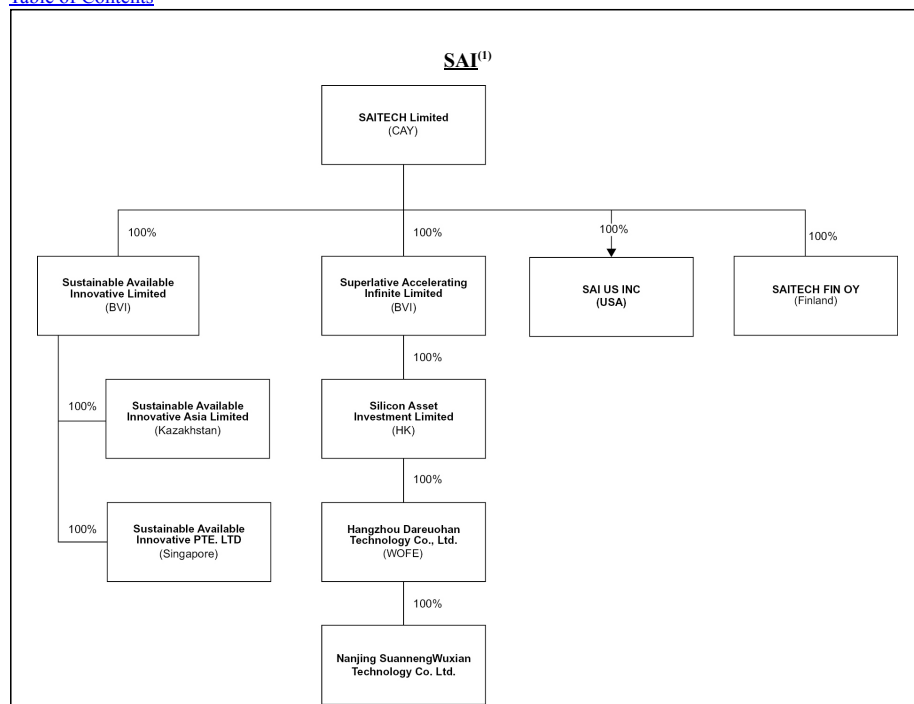 Table of Contents
SAI(1)
SAITECH Limited
(CAY)
100%
100%
100%
100%
Sustainable Available
Innovative Limited
(BVI)
Superlative Accelerating
Infinite Limited
(BVI)
SAI US INC
(USA)
SAITECH FIN OY
(Finland)
100%
100%
Sustainable Available
Innovative Asia Limited
(Kazakhstan)
Silicon Asset
Investment Limited
(HK)
100%
100%
Sustainable Available
Innovative PTE. LTD
(Singapore)
Hangzhou Dareuohan
Technology Co., Ltd.
(WOFE)
100%
Nanjing SuannengWuxian
Technology Co. Ltd.